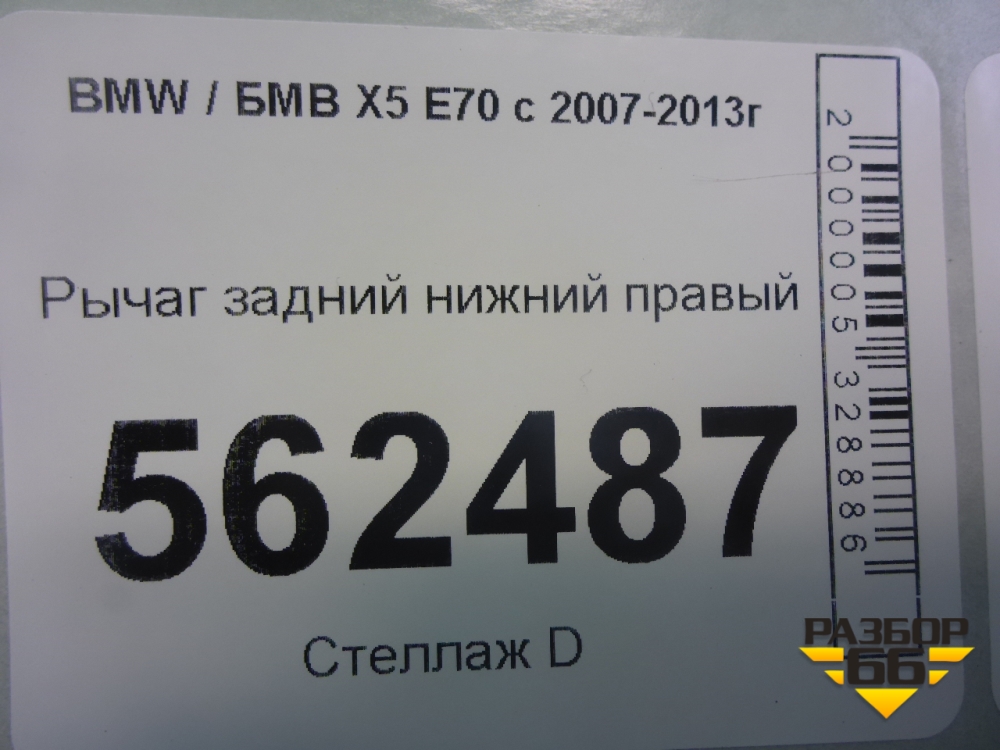 BMW / БМВ X5 E70 с 2007-2013г
Рычаг задний нижний правый
562487
Стеллаж D
2000005328886
РАЗБОР
66